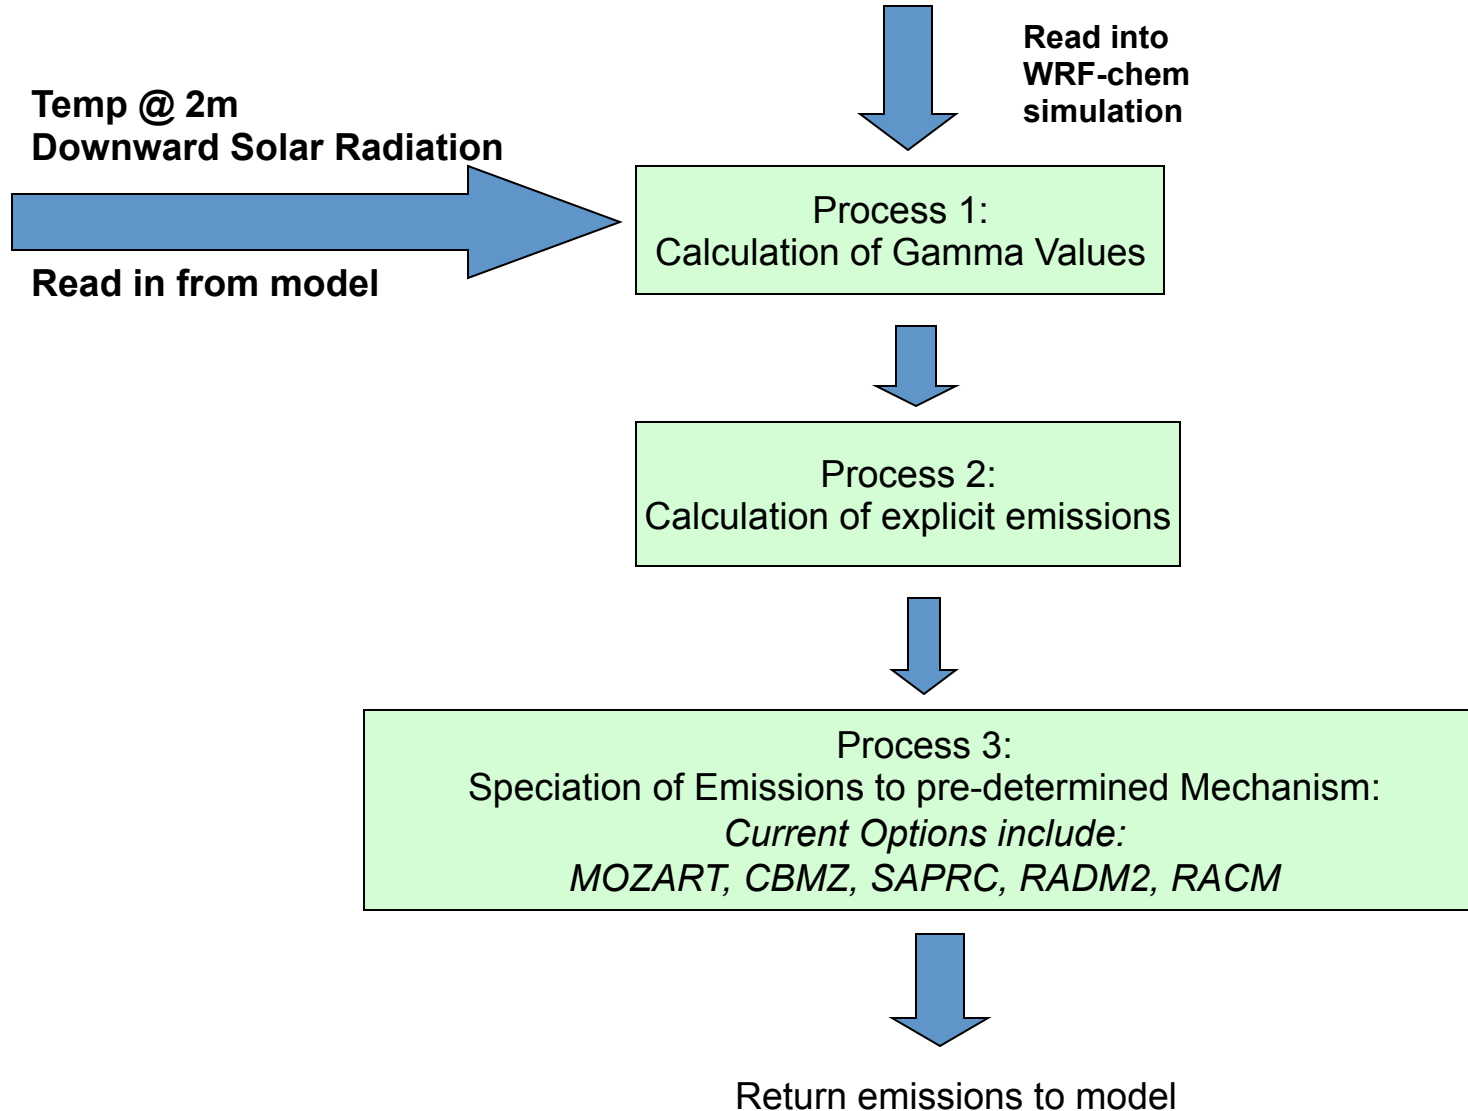 Read into
WRF-chem
simulation
Temp @ 2m
Downward Solar Radiation
Read in from model
Process 1:
Calculation of Gamma Values
Process 2:
Calculation of explicit emissions
Process 3:
Speciation of Emissions to pre-determined Mechanism:
Current Options include:
MOZART, CBMZ, SAPRC, RADM2, RACM
Return emissions to model